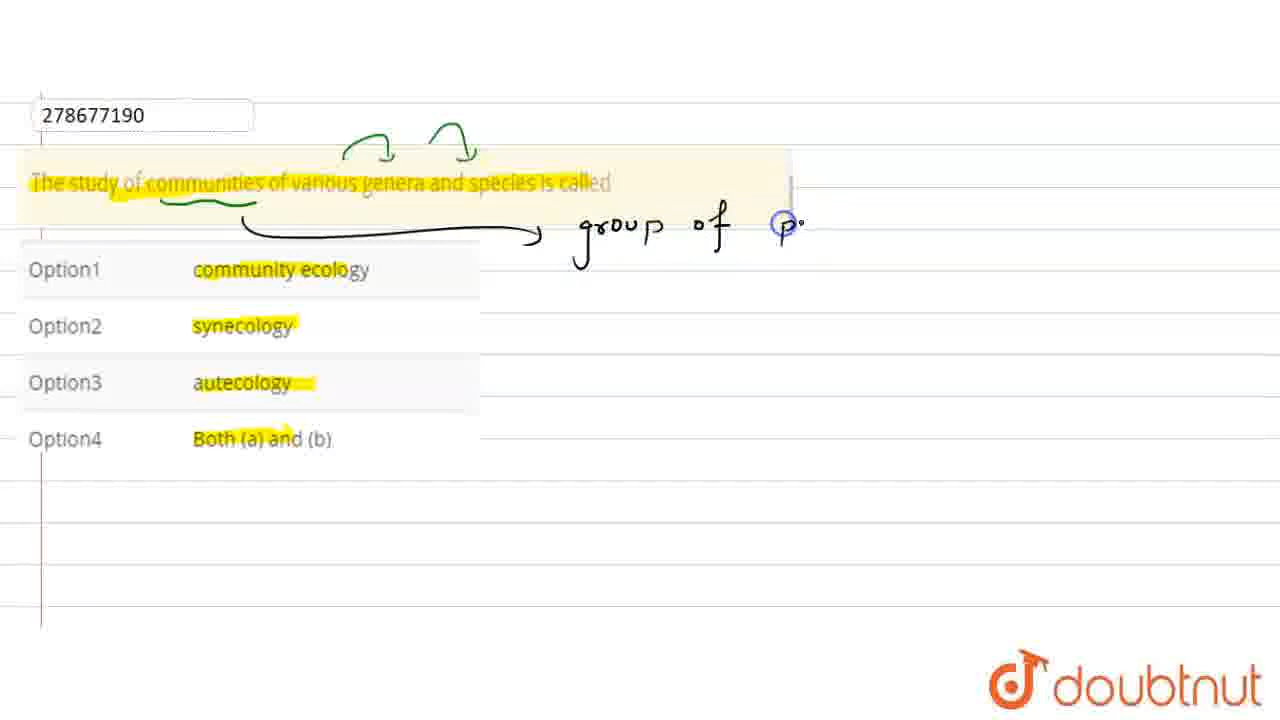 278677190
The study of communities of various genera and species is called
group of p.
Option1 community ecology
Option2 synecology
Option3 autecology
Option4 Both (a) and (b)
doubtnut